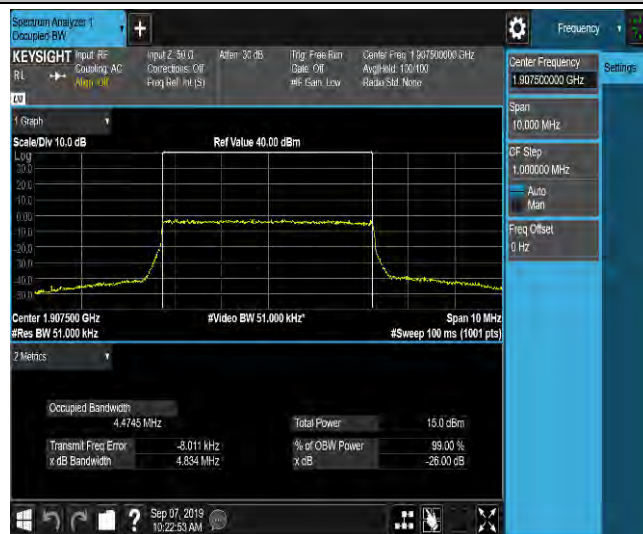 Spectrum Analyzer 1
Occupied BW
+
Frequency
KEYSIGHT Input: RF
Coupling: AC
Align: Off
RL
Input Z: 50 Ω
Corrections: Off
Freq Ref: Int (S)
Atten: 30 dB
Trig: Free Run
Gate: Off
#IF Gain: Low
Center Freq: 1.907500000 GHz
Avg|Hold: 100/100
Radio Std: None
LXI
Center Frequency
1.907500000 GHz
Settings
Span
10.000 MHz
CF Step
1.000000 MHz
Auto
Man
Freq Offset
0 Hz
1 Graph
Scale/Div 10.0 dB
Ref Value 40.00 dBm
Log
30.0
20.0
10.0
0.00
-10.0
-20.0
-30.0
-40.0
-50.0
Center 1.907500 GHz
#Video BW 51.000 kHz*
Span 10 MHz
#Res BW 51.000 kHz
#Sweep 100 ms (1001 pts)
2 Metrics
Occupied Bandwidth
4.4745 MHz
Total Power 15.0 dBm
Transmit Freq Error -8.011 kHz
% of OBW Power 99.00 %
x dB Bandwidth 4.834 MHz
x dB -26.00 dB
?
Sep 07, 2019
10:22:53 AM